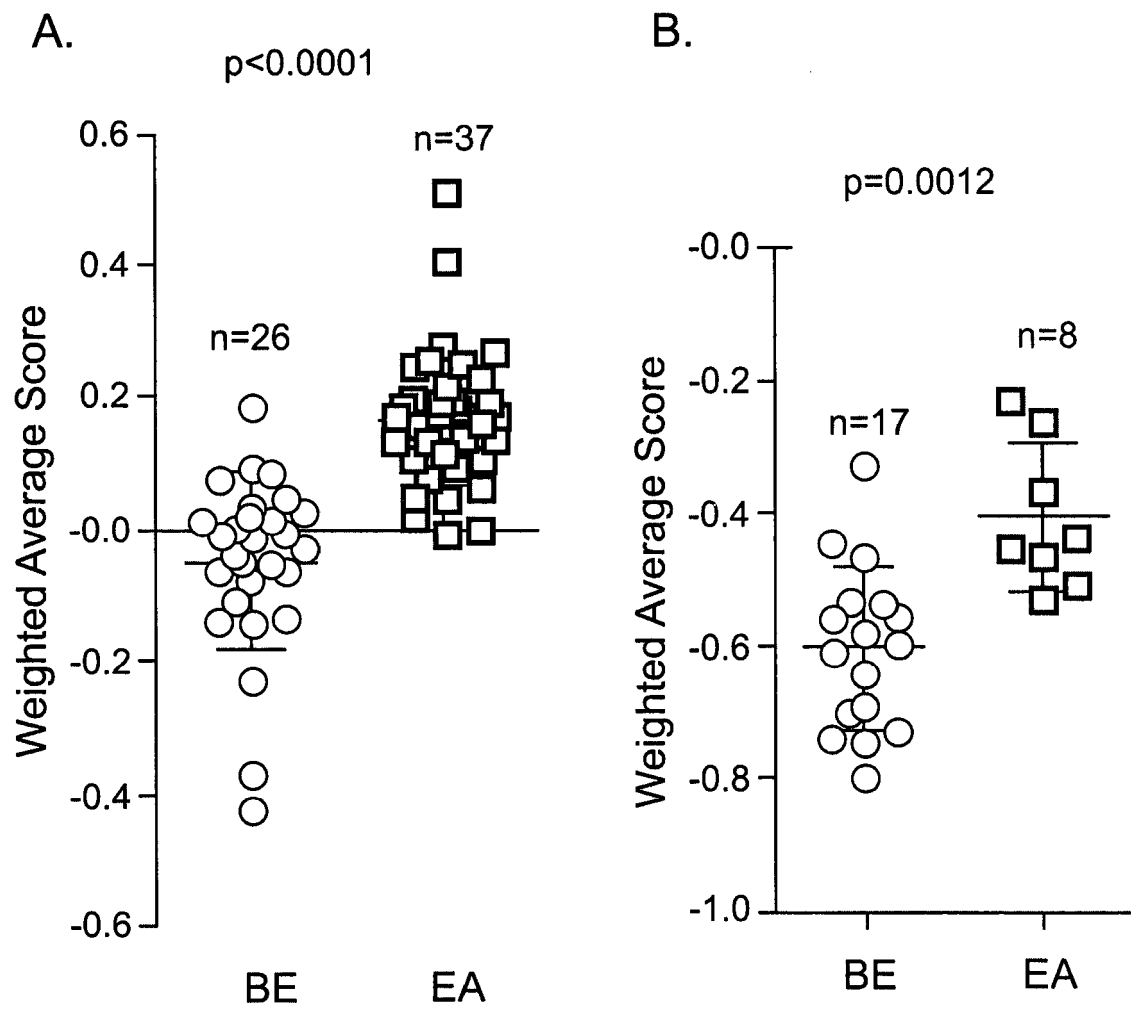 A.
p<0.0001
n=37
n=26
0.6
0.4
0.2
-0.0
-0.2
-0.4
-0.6
Weighted Average Score
BE
EA
B.
p=0.0012
n=8
n=17
-0.0
-0.2
-0.4
-0.6
-0.8
-1.0
Weighted Average Score
BE
EA